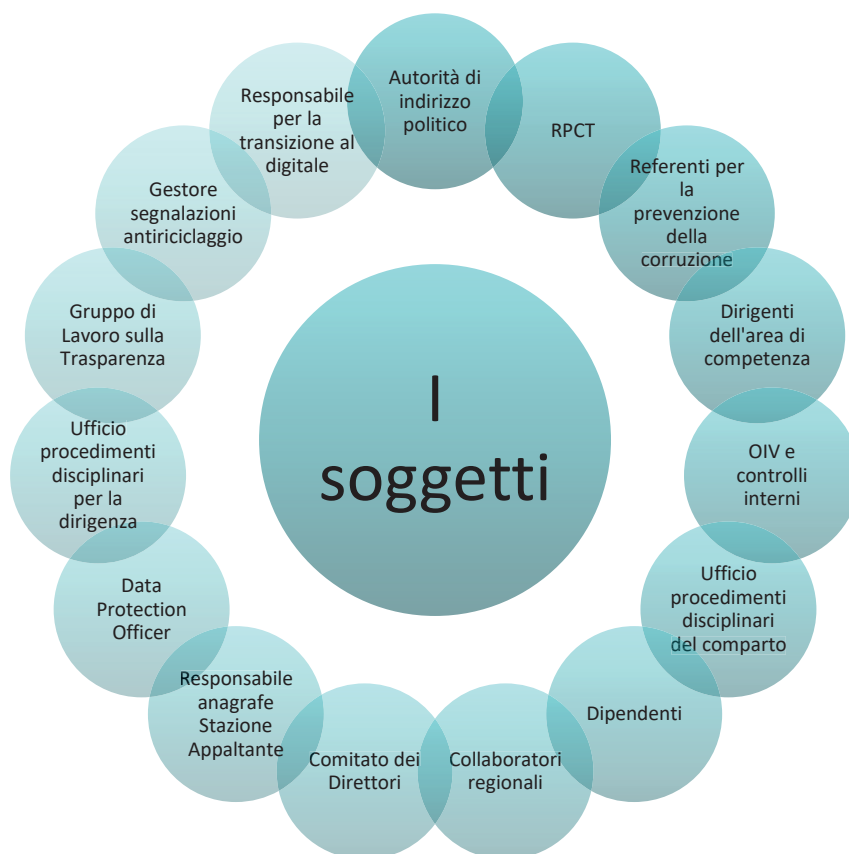 Autorità di
indirizzo
politico
RPCT
Referenti per
la
prevenzione
della
corruzione
Dirigenti
dell'area di
competenza
OIV e
controlli
interni
Ufficio
procedimenti
disciplinari
del comparto
Dipendenti
Collaboratori
regionali
Comitato dei
Direttori
Responsabile
anagrafe
Stazione
Appaltante
Data
Protection
Officer
Ufficio
procedimenti
disciplinari
per la
dirigenza
Gruppo di
Lavoro sulla
Trasparenza
Gestore
segnalazioni
antiriciclaggio
Responsabile
per la
transizione al
digitale
I
soggetti